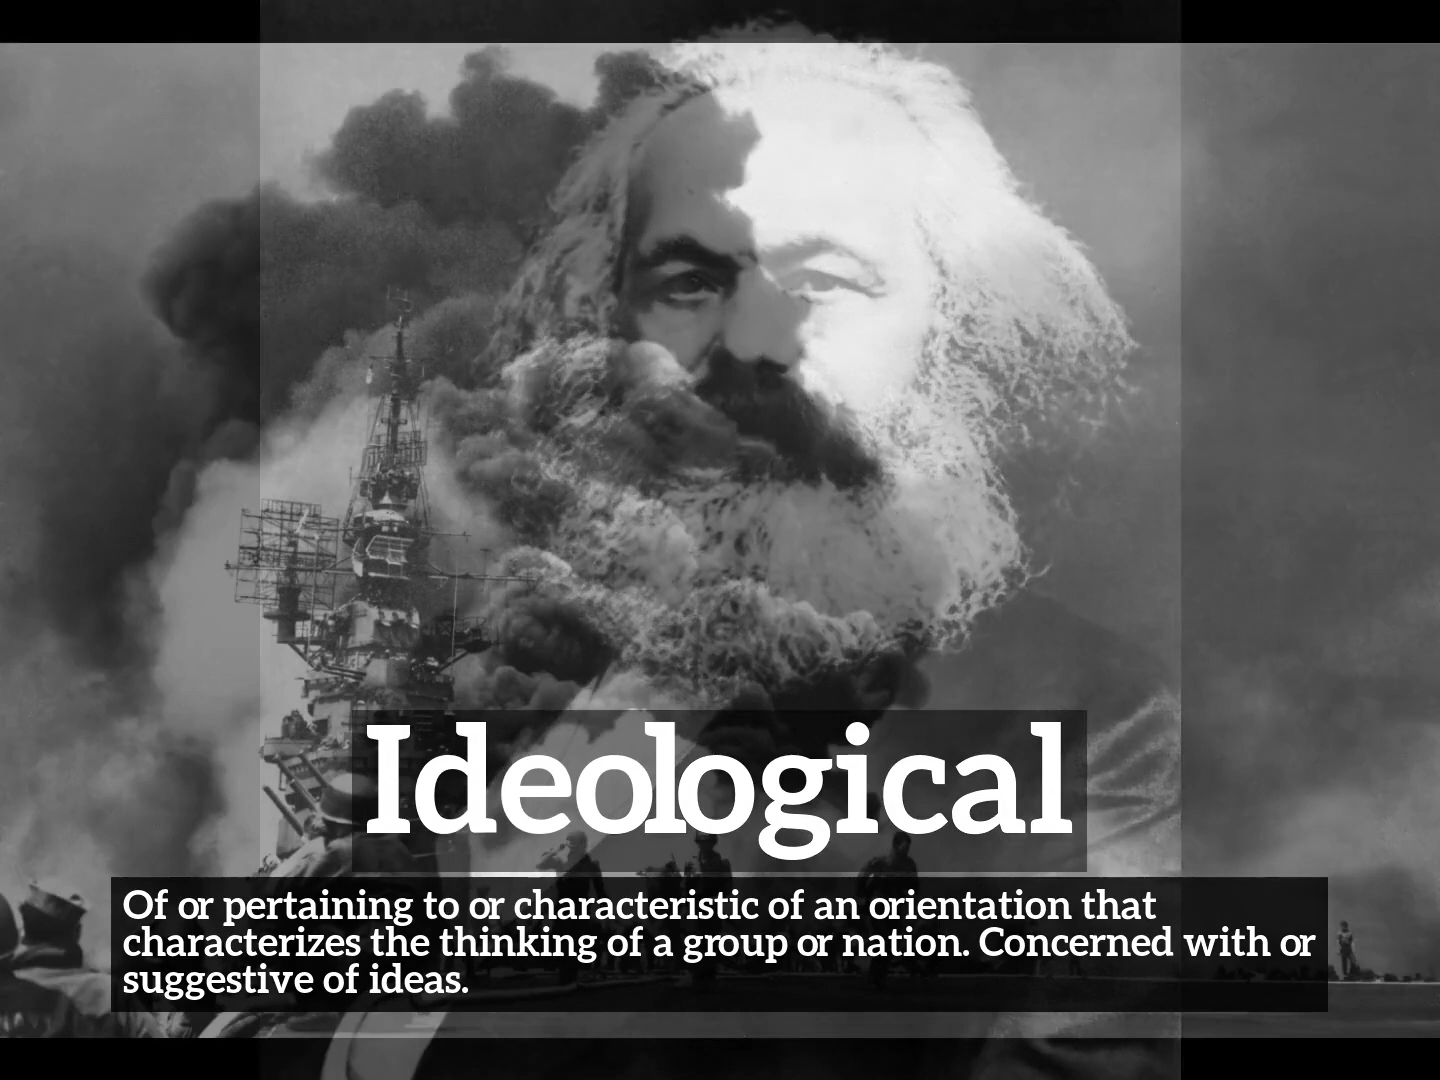 Ideological
Of or pertaining to or characteristic of an orientation that
characterizes the thinking of a group or nation. Concerned with or
suggestive of ideas.